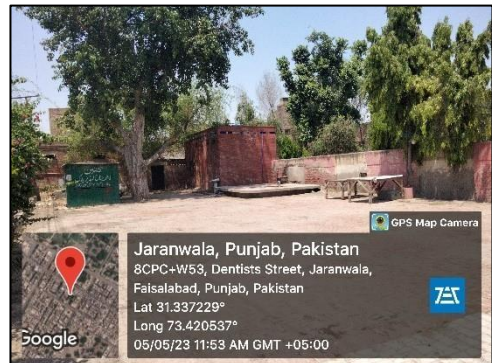 GPS Map Camera
Jaranwala, Punjab, Pakistan
8CPC+W53, Dentists Street, Jaranwala,
Faisalabad, Punjab, Pakistan
Lat 31.337229°
Long 73.420537°
05/05/23 11:53 AM GMT +05:00
Google